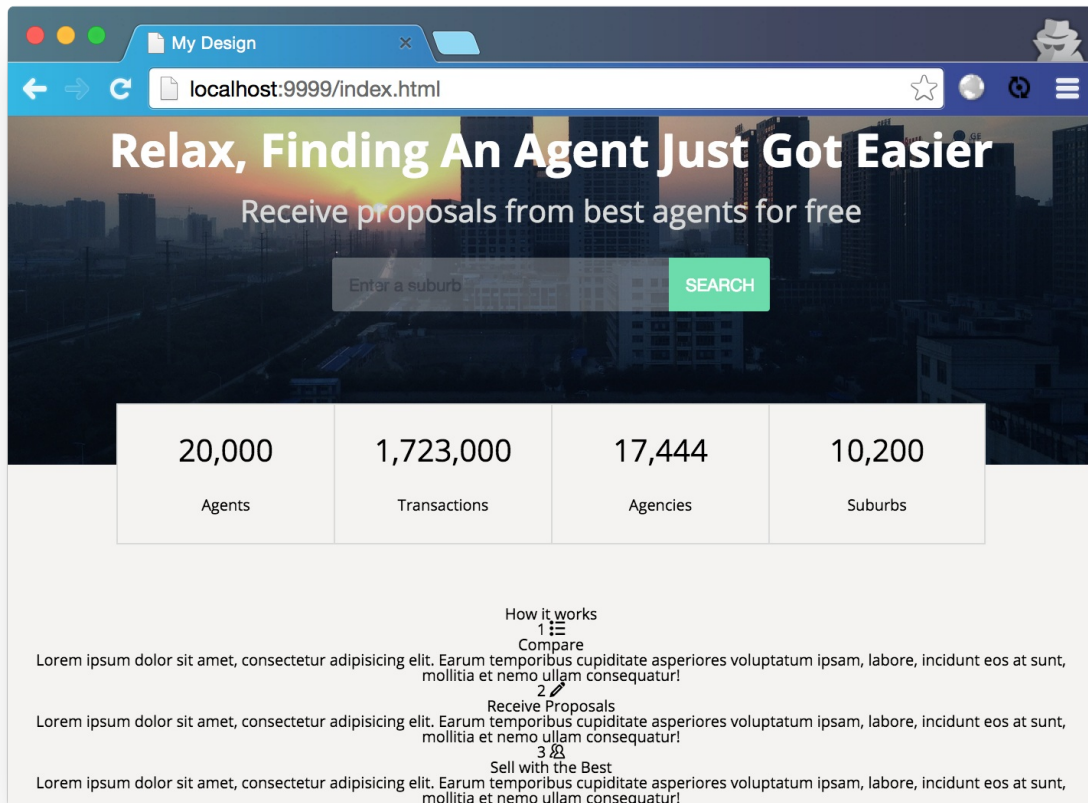 My Design
localhost:9999/index.html
GE
Relax, Finding An Agent Just Got Easier
Receive proposals from best agents for free
Enter a suburb
SEARCH
20,000
1,723,000
17,444
10,200
Agents
Transactions
Agencies
Suburbs
How it works
1
Compare
Lorem ipsum dolor sit amet, consectetur adipisicing elit. Earum temporibus cupiditate asperiores voluptatum ipsam, labore, incidunt eos at sunt,
mollitia et nemo ullam consequatur!
2
Receive Proposals
Lorem ipsum dolor sit amet, consectetur adipisicing elit. Earum temporibus cupiditate asperiores voluptatum ipsam, labore, incidunt eos at sunt,
mollitia et nemo ullam consequatur!
3
Sell with the Best
Lorem ipsum dolor sit amet, consectetur adipisicing elit. Earum temporibus cupiditate asperiores voluptatum ipsam, labore, incidunt eos at sunt,
mollitia et nemo ullam consequatur!